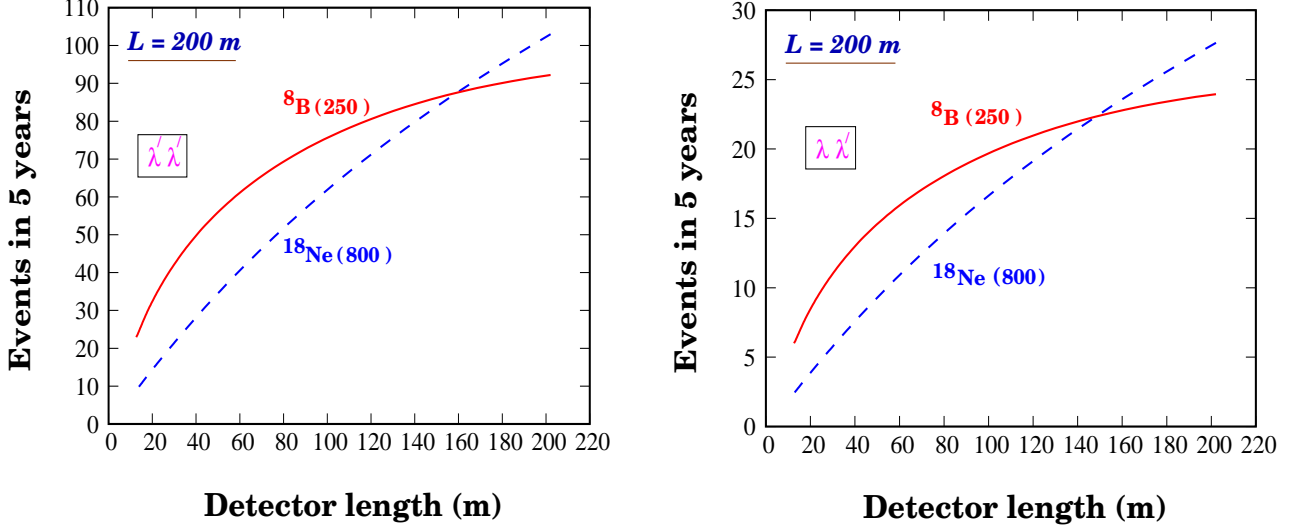 110
100
90
80
70
60
50
40
30
20
10
0
0 20 40 60 80 100 120 140 160 180 200 220
Events in 5 years
Detector length (m)
L = 200 m
⁸B (250)
λ′ λ′
¹⁸Ne (800)
30
25
20
15
10
5
0
0 20 40 60 80 100 120 140 160 180 200 220
Events in 5 years
Detector length (m)
L = 200 m
⁸B (250)
λ λ′
¹⁸Ne (800)